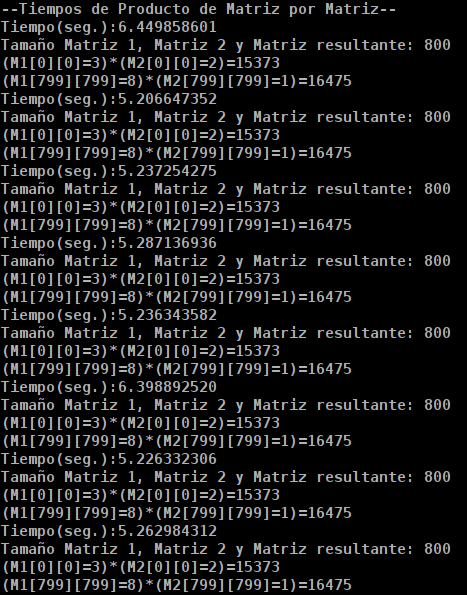 --Tiempos de Producto de Matriz por Matriz--
Tiempo(seg.):6.449858601
Tamaño Matriz 1, Matriz 2 y Matriz resultante: 800
(M1[0][0]=3)*(M2[0][0]=2)=15373
(M1[799][799]=8)*(M2[799][799]=1)=16475
Tiempo(seg.):5.206647352
Tamaño Matriz 1, Matriz 2 y Matriz resultante: 800
(M1[0][0]=3)*(M2[0][0]=2)=15373
(M1[799][799]=8)*(M2[799][799]=1)=16475
Tiempo(seg.):5.237254275
Tamaño Matriz 1, Matriz 2 y Matriz resultante: 800
(M1[0][0]=3)*(M2[0][0]=2)=15373
(M1[799][799]=8)*(M2[799][799]=1)=16475
Tiempo(seg.):5.287136936
Tamaño Matriz 1, Matriz 2 y Matriz resultante: 800
(M1[0][0]=3)*(M2[0][0]=2)=15373
(M1[799][799]=8)*(M2[799][799]=1)=16475
Tiempo(seg.):5.236343582
Tamaño Matriz 1, Matriz 2 y Matriz resultante: 800
(M1[0][0]=3)*(M2[0][0]=2)=15373
(M1[799][799]=8)*(M2[799][799]=1)=16475
Tiempo(seg.):6.398892520
Tamaño Matriz 1, Matriz 2 y Matriz resultante: 800
(M1[0][0]=3)*(M2[0][0]=2)=15373
(M1[799][799]=8)*(M2[799][799]=1)=16475
Tiempo(seg.):5.226332306
Tamaño Matriz 1, Matriz 2 y Matriz resultante: 800
(M1[0][0]=3)*(M2[0][0]=2)=15373
(M1[799][799]=8)*(M2[799][799]=1)=16475
Tiempo(seg.):5.262984312
Tamaño Matriz 1, Matriz 2 y Matriz resultante: 800
(M1[0][0]=3)*(M2[0][0]=2)=15373
(M1[799][799]=8)*(M2[799][799]=1)=16475